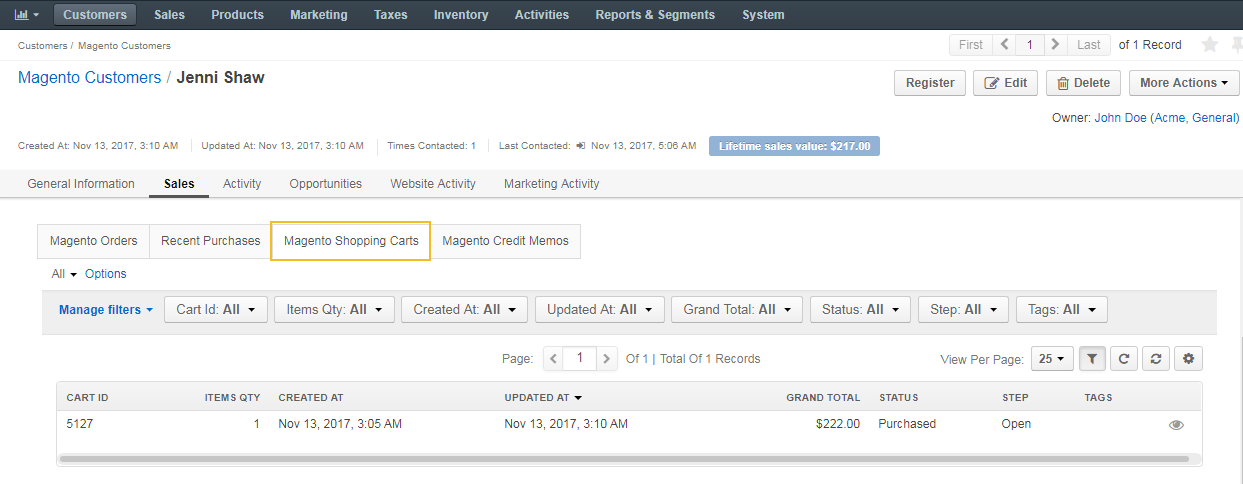 Customers Sales Products Marketing Taxes Inventory Activities Reports & Segments System
Customers / Magento Customers First 1 Last of 1 Record
Magento Customers / Jenni Shaw Register Edit Delete More Actions
Owner: John Doe (Acme, General)
Created At: Nov 13, 2017, 3:10 AM Updated At: Nov 13, 2017, 3:10 AM Times Contacted: 1 Last Contacted: Nov 13, 2017, 5:06 AM Lifetime sales value: $217.00
General Information Sales Activity Opportunities Website Activity Marketing Activity
Magento Orders Recent Purchases Magento Shopping Carts Magento Credit Memos
All Options
Manage filters Cart Id: All Items Qty: All Created At: All Updated At: All Grand Total: All Status: All Step: All Tags: All
Page: 1 Of 1 | Total Of 1 Records View Per Page: 25
CART ID ITEMS QTY CREATED AT UPDATED AT GRAND TOTAL STATUS STEP TAGS
5127 1 Nov 13, 2017, 3:05 AM Nov 13, 2017, 3:10 AM $222.00 Purchased Open